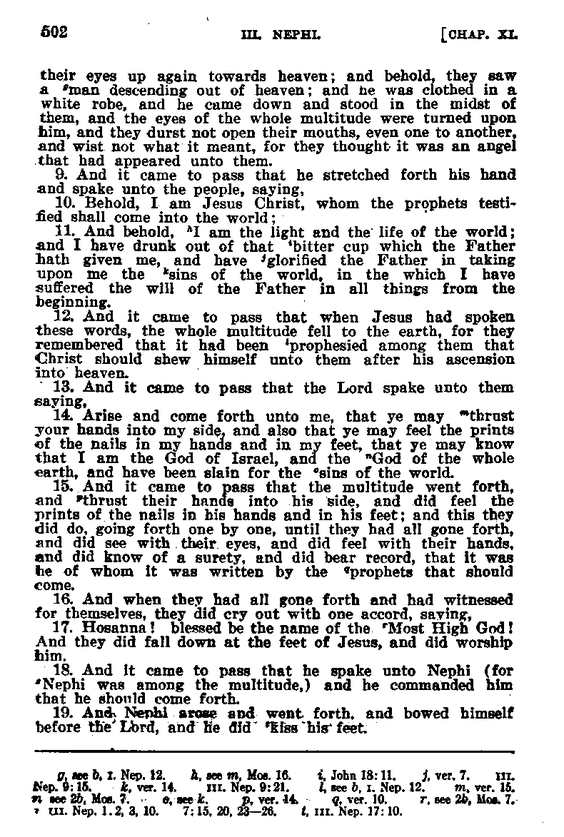 502 III. NEPHI. [CHAP. XI.
their eyes up again towards heaven; and behold, they saw
a ᵍman descending out of heaven; and he was clothed in a
white robe, and he came down and stood in the midst of
them, and the eyes of the whole multitude were turned upon
him, and they durst not open their mouths, even one to another,
and wist not what it meant, for they thought it was an angel
that had appeared unto them.
9. And it came to pass that he stretched forth his hand
and spake unto the people, saying,
10. Behold, I am Jesus Christ, whom the prophets testi-
fied shall come into the world;
11. And behold, ʰI am the light and the life of the world;
and I have drunk out of that ⁱbitter cup which the Father
hath given me, and have ʲglorified the Father in taking
upon me the ᵏsins of the world, in the which I have
suffered the will of the Father in all things from the
beginning.
12. And it came to pass that when Jesus had spoken
these words, the whole multitude fell to the earth, for they
remembered that it had been ˡprophesied among them that
Christ should shew himself unto them after his ascension
into heaven.
13. And it came to pass that the Lord spake unto them
saying,
14. Arise and come forth unto me, that ye may ᵐthrust
your hands into my side, and also that ye may feel the prints
of the nails in my hands and in my feet, that ye may know
that I am the God of Israel, and the ⁿGod of the whole
earth, and have been slain for the ᵒsins of the world.
15. And it came to pass that the multitude went forth,
and ᵖthrust their hands into his side, and did feel the
prints of the nails in his hands and in his feet; and this they
did do, going forth one by one, until they had all gone forth,
and did see with their eyes, and did feel with their hands,
and did know of a surety, and did bear record, that it was
he of whom it was written by the qprophets that should
come.
16. And when they had all gone forth and had witnessed
for themselves, they did cry out with one accord, saying,
17. Hosanna! blessed be the name of the ʳMost High God!
And they did fall down at the feet of Jesus, and did worship
him.
18. And it came to pass that he spake unto Nephi (for
ˢNephi was among the multitude,) and he commanded him
that he should come forth.
19. And Nephi arose and went forth, and bowed himself
before the Lord, and he did ᵗkiss his feet.
g, see b, I. Nep. 12. h, see m, Mos. 16. i, John 18:11. j, ver. 7. III.
Nep. 9:15. k, ver. 14. III. Nep. 9:21. l, see b, I. Nep. 12. m, ver. 15.
n see 2b, Mos. 7. o, see k. p, ver. 14. q, ver. 10. r, see 2b, Mos. 7.
s III. Nep. 1. 2, 3, 10. 7:15, 20, 23—26. t, III. Nep. 17:10.